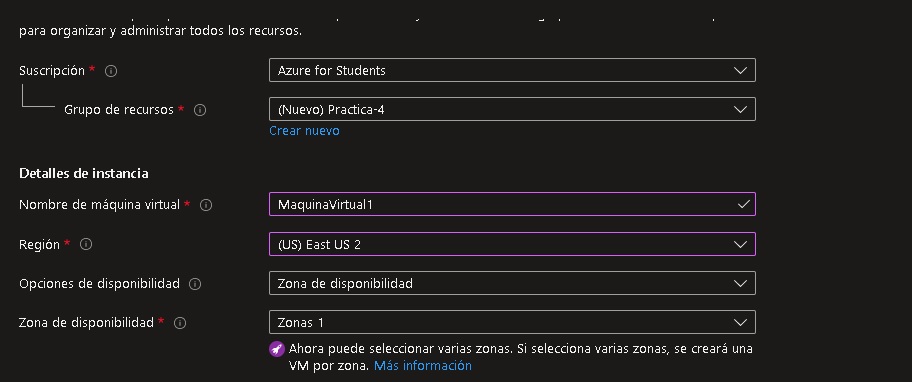 para organizar y administrar todos los recursos.
Suscripción *
Azure for Students
Grupo de recursos *
(Nuevo) Practica-4
Crear nuevo
Detalles de instancia
Nombre de máquina virtual *
MaquinaVirtual1
Región *
(US) East US 2
Opciones de disponibilidad
Zona de disponibilidad
Zona de disponibilidad *
Zonas 1
Ahora puede seleccionar varias zonas. Si selecciona varias zonas, se creará una
VM por zona. Más información